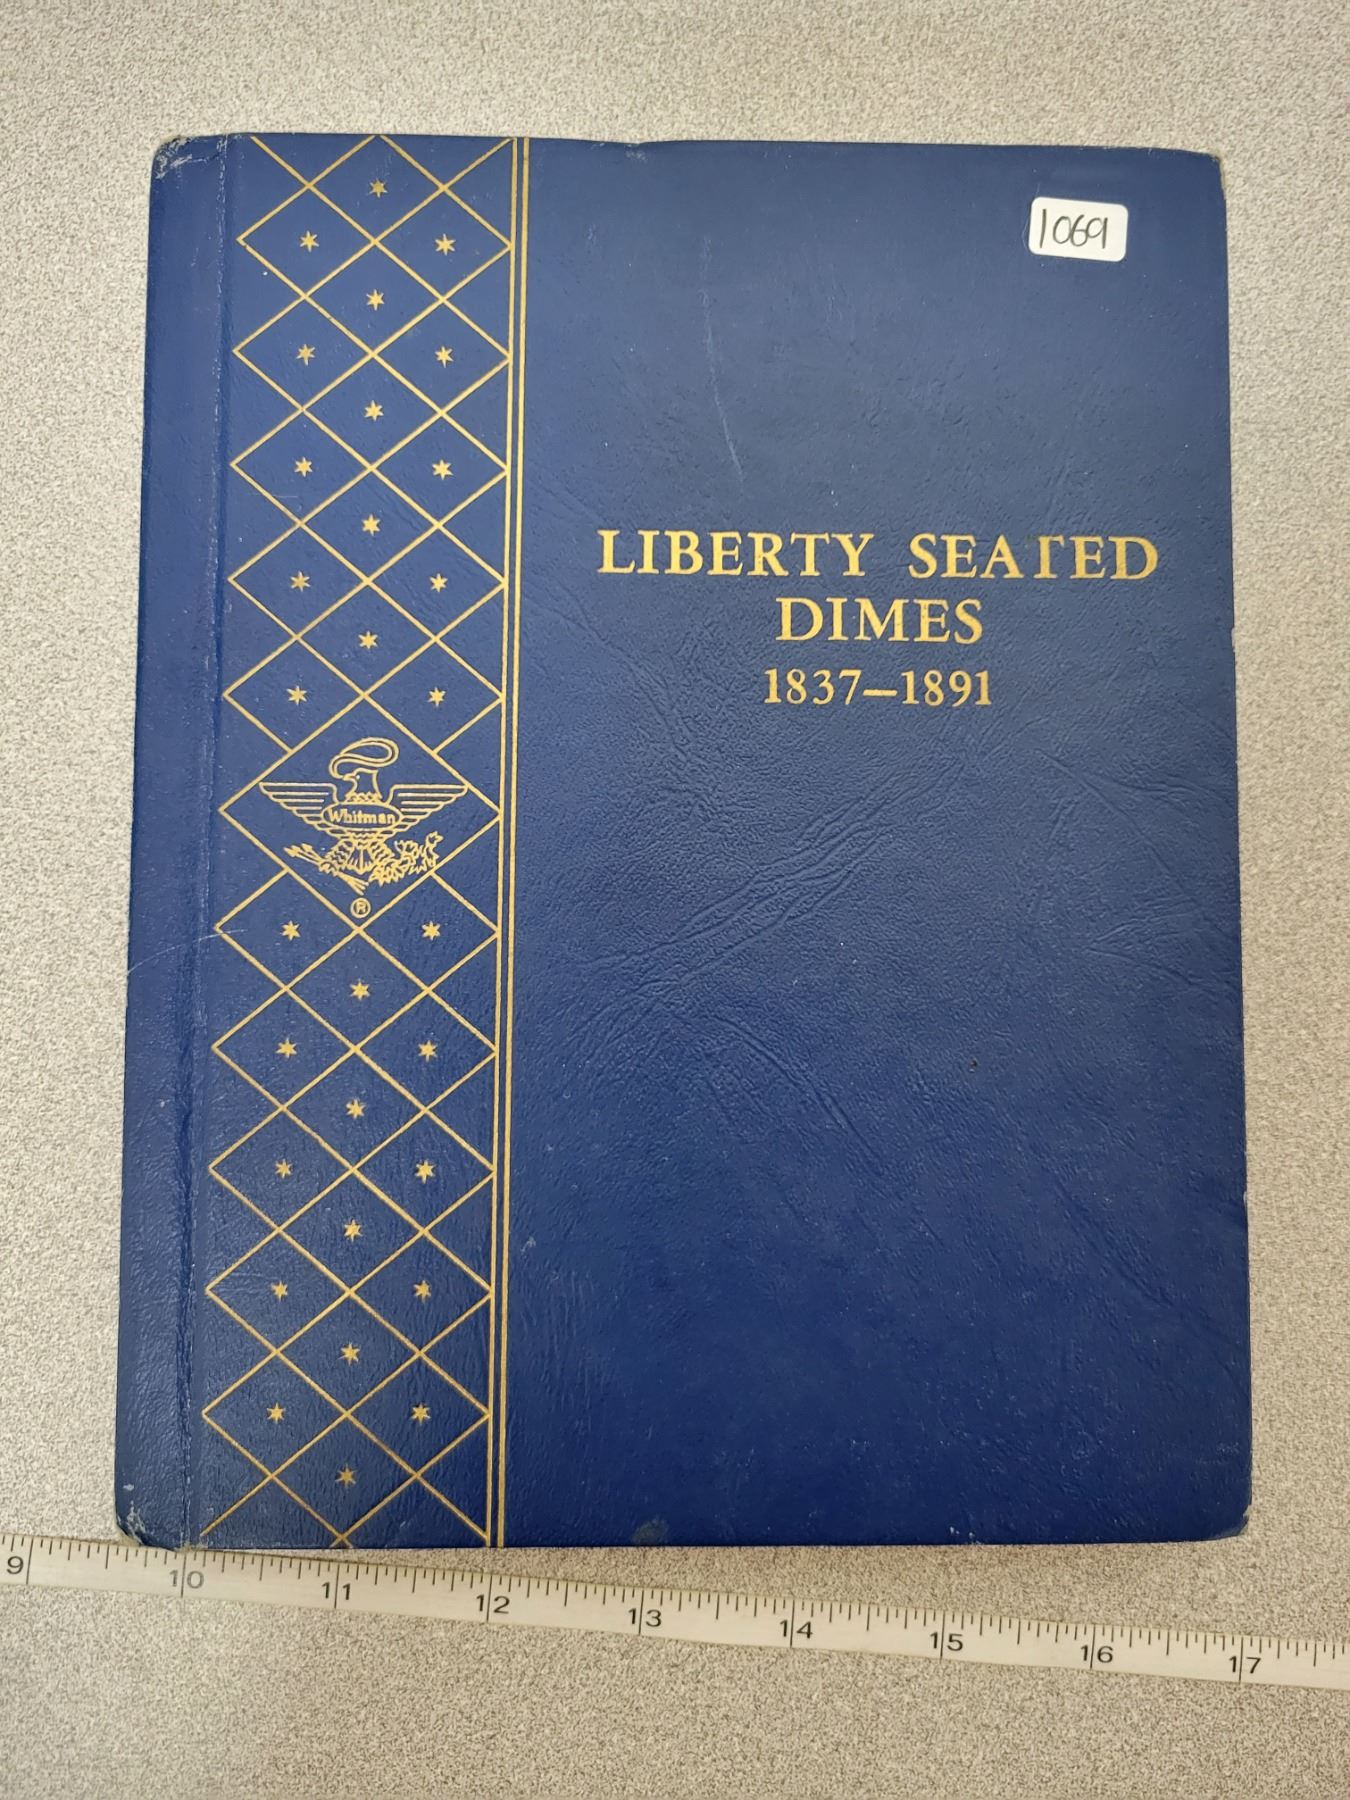 1069
LIBERTY SEATED
DIMES
1837–1891
Whitman
®
9 10 11 12 13 14 15 16 17